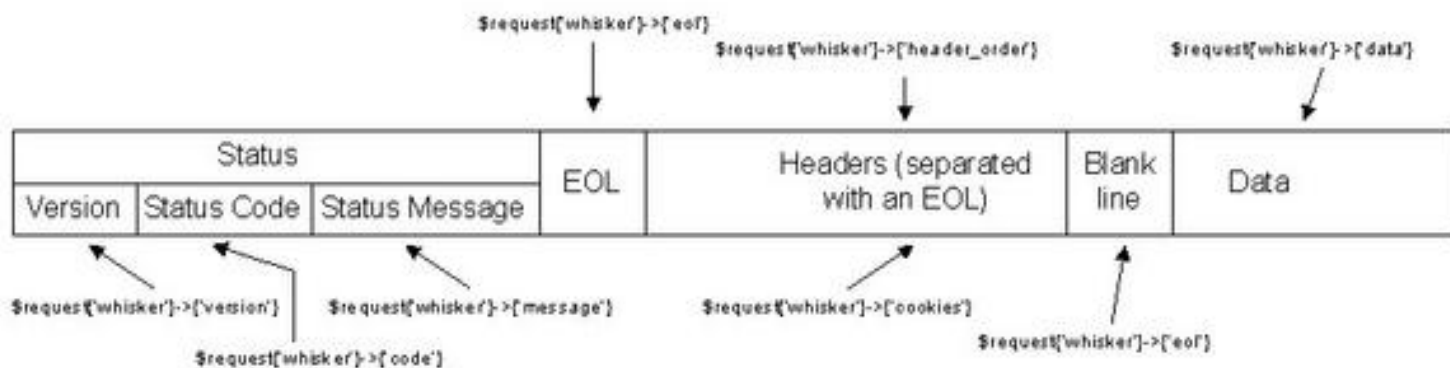 $request['whisker']->['eol'}
$request['whisker']->['header_order'}
$request['whisker']->['data'}
Status
EOL
Headers (separated
with an EOL)
Blank
line
Data
Version
Status Code
Status Message
$request['whisker']->['version'}
$request['whisker']->['message'}
$request['whisker']->['cookies'}
$request['whisker']->['eol'}
$request['whisker']->['code'}